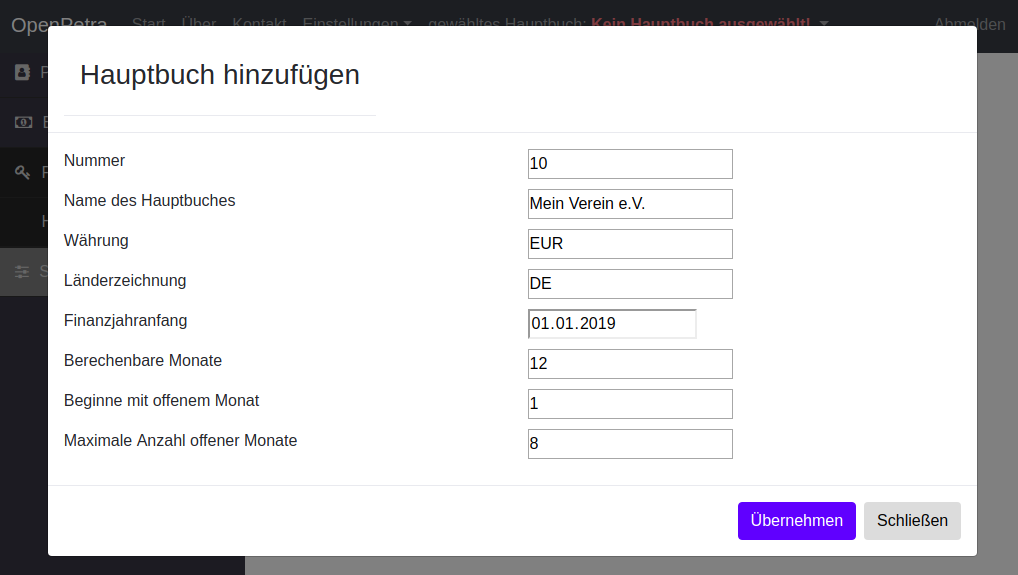 OpenPetra Start Über Kontakt Einstellungen gewähltes Hauptbuch: Kein Hauptbuch ausgewählt! Abmelden
Hauptbuch hinzufügen
Nummer 10
Name des Hauptbuches Mein Verein e.V.
Währung EUR
Länderzeichnung DE
Finanzjahranfang 01.01.2019
Berechenbare Monate 12
Beginne mit offenem Monat 1
Maximale Anzahl offener Monate 8
Übernehmen Schließen